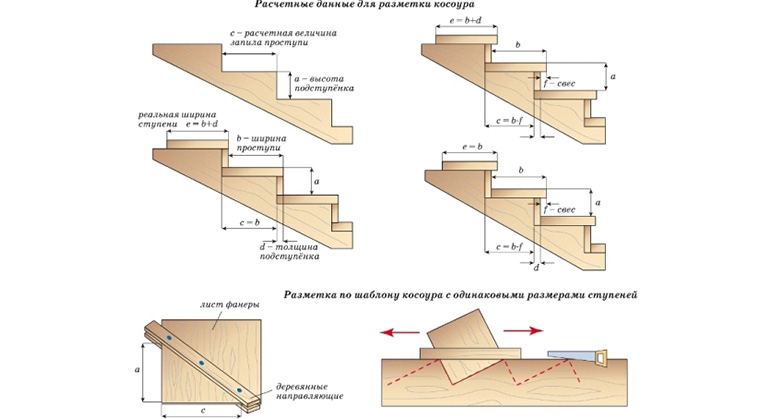 Расчетные данные для разметки косоура
c – расчетная величина
запила проступи
a – высота
подступёнка
e = b+d
b
a
f – свес
c = b·f
реальная ширина
ступени e = b+d
b – ширина
проступи
a
c = b
d – толщина
подступёнка
e = b
b
a
f – свес
c = b·f
d
Разметка по шаблону косоура с одинаковыми размерами ступеней
лист фанеры
a
c
деревянные
направляющие